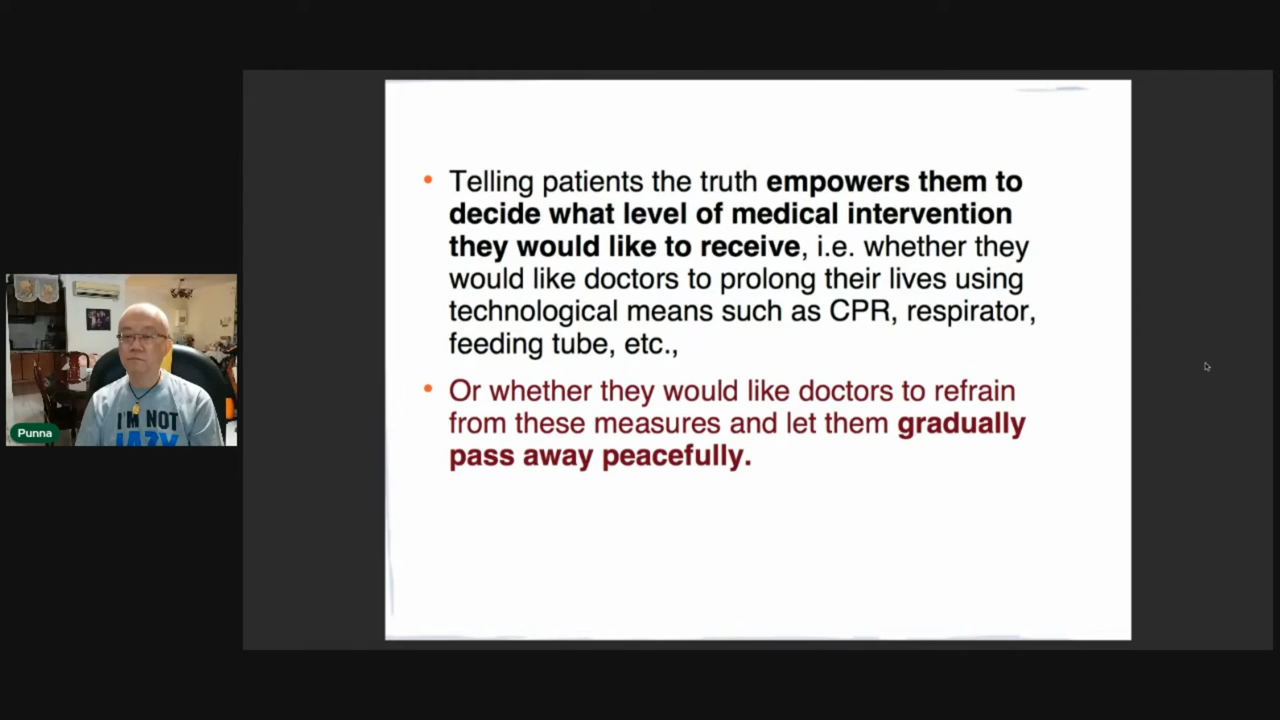 • Telling patients the truth empowers them to
decide what level of medical intervention
they would like to receive, i.e. whether they
would like doctors to prolong their lives using
technological means such as CPR, respirator,
feeding tube, etc.,
• Or whether they would like doctors to refrain
from these measures and let them gradually
pass away peacefully.
I'M NOT
LAZY
Punna